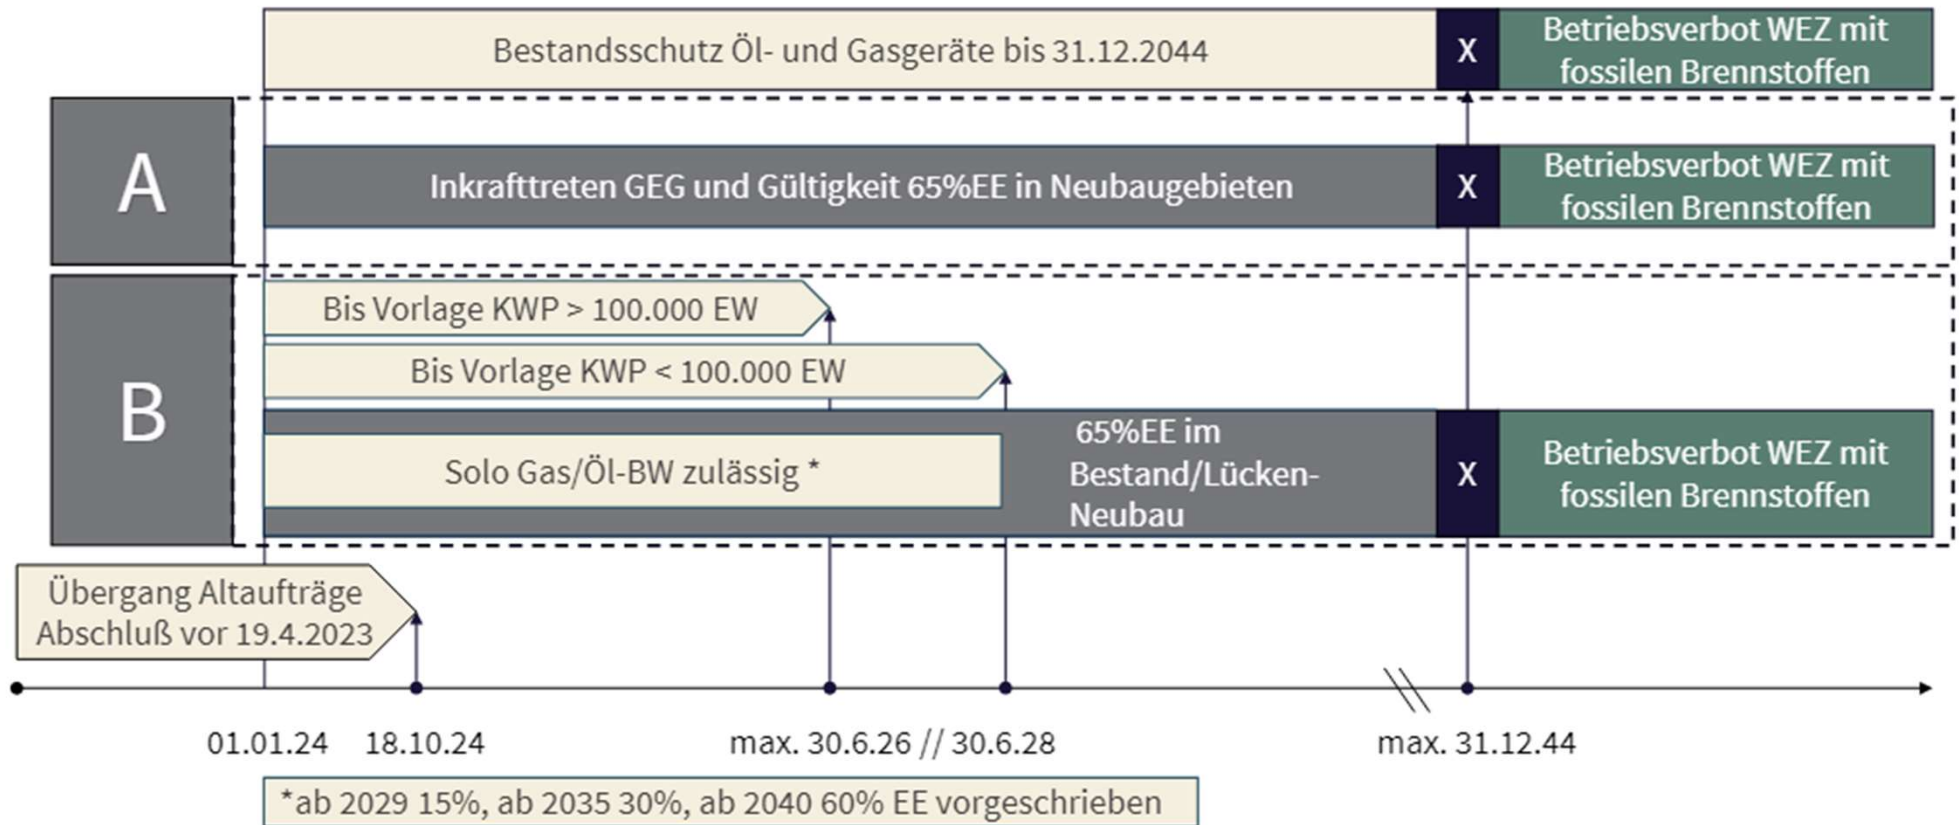 Bestandsschutz Öl- und Gasgeräte bis 31.12.2044
X
Betriebsverbot WEZ mit
fossilen Brennstoffen
A
Inkrafttreten GEG und Gültigkeit 65%EE in Neubaugebieten
X
Betriebsverbot WEZ mit
fossilen Brennstoffen
B
Bis Vorlage KWP > 100.000 EW
Bis Vorlage KWP < 100.000 EW
Solo Gas/Öl-BW zulässig *
65%EE im
Bestand/Lücken-
Neubau
X
Betriebsverbot WEZ mit
fossilen Brennstoffen
Übergang Altaufträge
Abschluß vor 19.4.2023
01.01.24
18.10.24
max. 30.6.26 // 30.6.28
max. 31.12.44
*ab 2029 15%, ab 2035 30%, ab 2040 60% EE vorgeschrieben